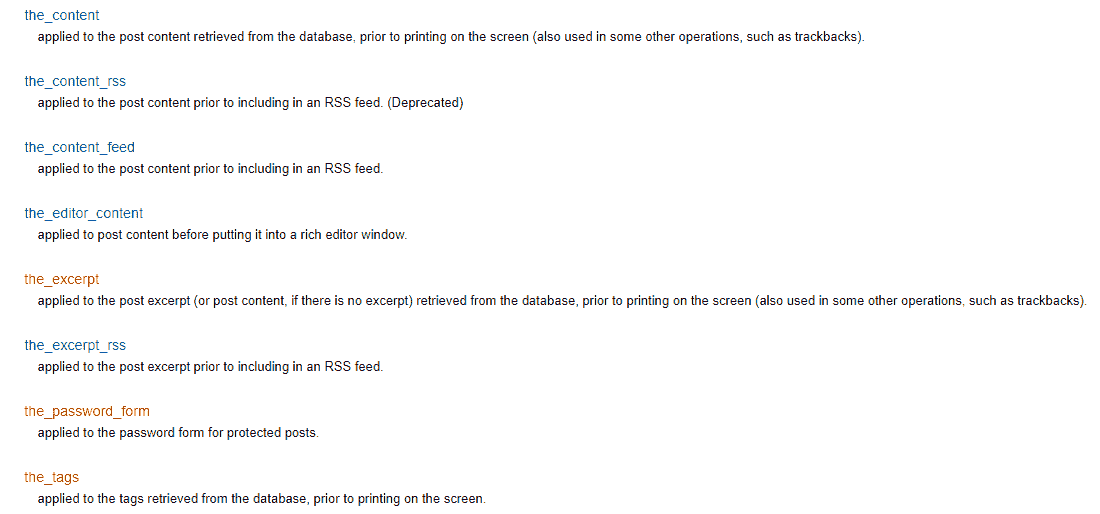 the_content
applied to the post content retrieved from the database, prior to printing on the screen (also used in some other operations, such as trackbacks).
the_content_rss
applied to the post content prior to including in an RSS feed. (Deprecated)
the_content_feed
applied to the post content prior to including in an RSS feed.
the_editor_content
applied to post content before putting it into a rich editor window.
the_excerpt
applied to the post excerpt (or post content, if there is no excerpt) retrieved from the database, prior to printing on the screen (also used in some other operations, such as trackbacks).
the_excerpt_rss
applied to the post excerpt prior to including in an RSS feed.
the_password_form
applied to the password form for protected posts.
the_tags
applied to the tags retrieved from the database, prior to printing on the screen.